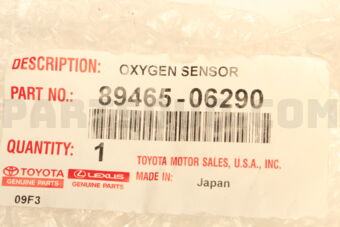 DESCRIPTION: OXYGEN SENSOR
PART NO.: 89465-06290
QUANTITY: 1
TOYOTA MOTOR SALES, U.S.A., INC.
TOYOTA LEXUS MADE IN: Japan
GENUINE PARTS GENUINE PARTS
09F3